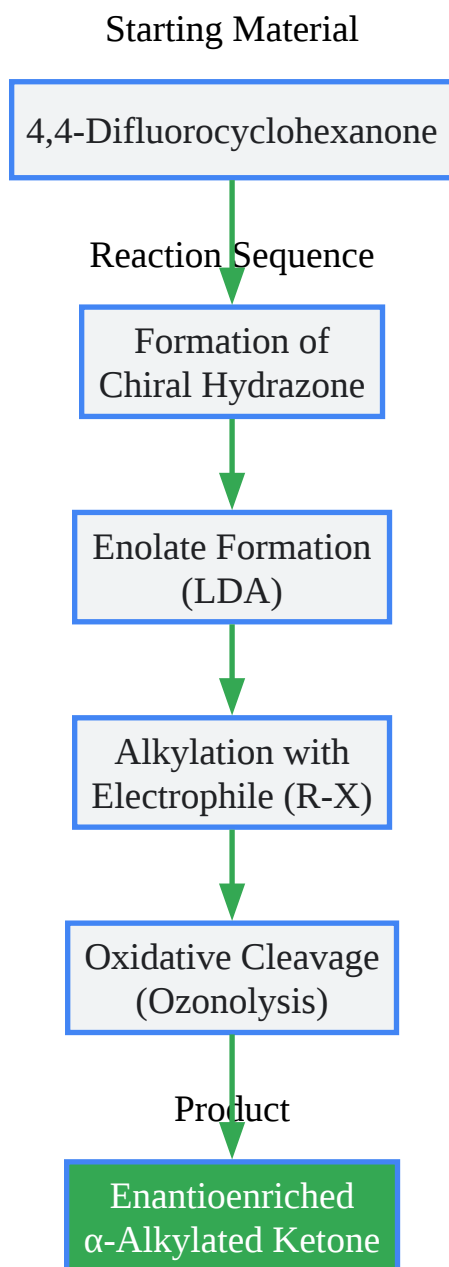 Starting Material
4,4-Difluorocyclohexanone
Reaction Sequence
Formation of
Chiral Hydrazone
Enolate Formation
(LDA)
Alkylation with
Electrophile (R-X)
Oxidative Cleavage
(Ozonolysis)
Product
Enantioenriched
α-Alkylated Ketone